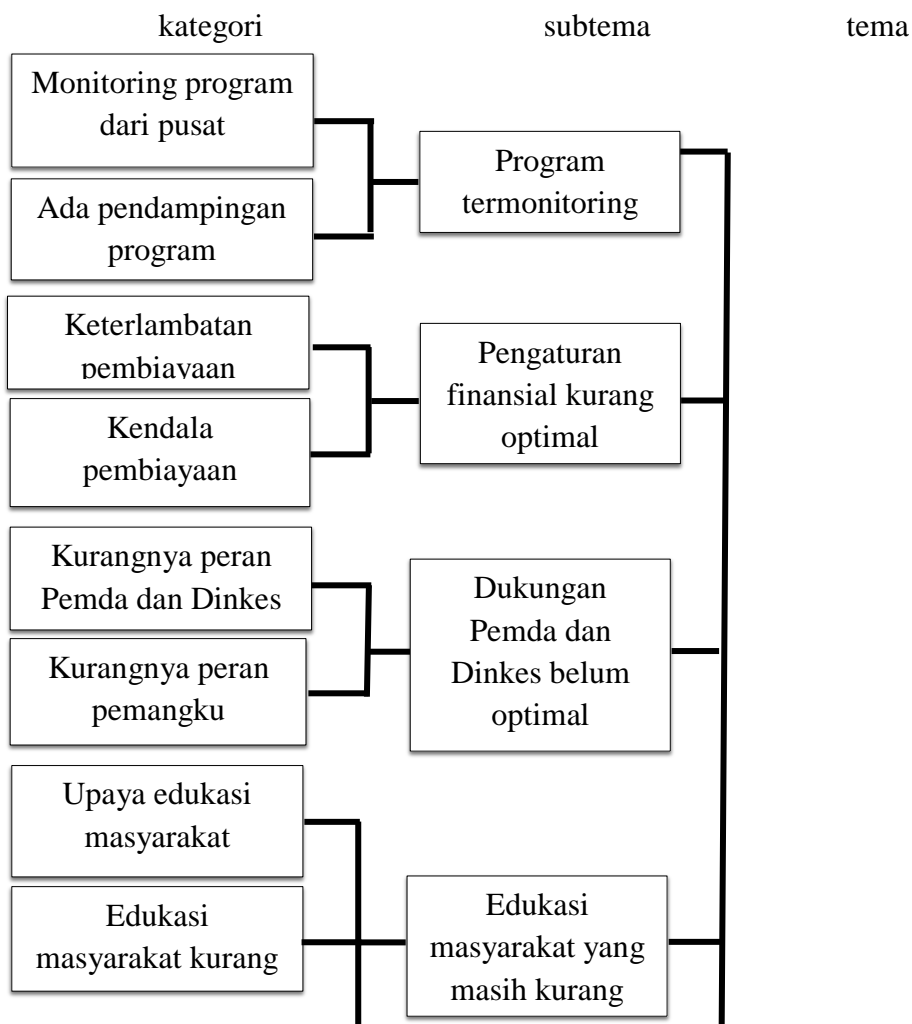 kategori
subtema
tema
Monitoring program
dari pusat
Ada pendampingan
program
Program
termonitoring
Keterlambatan
pembiayaan
Kendala
pembiayaan
Pengaturan
finansial kurang
optimal
Kurangnya peran
Pemda dan Dinkes
Kurangnya peran
pemangku
Dukungan
Pemda dan
Dinkes belum
optimal
Upaya edukasi
masyarakat
Edukasi
masyarakat kurang
Edukasi
masyarakat yang
masih kurang